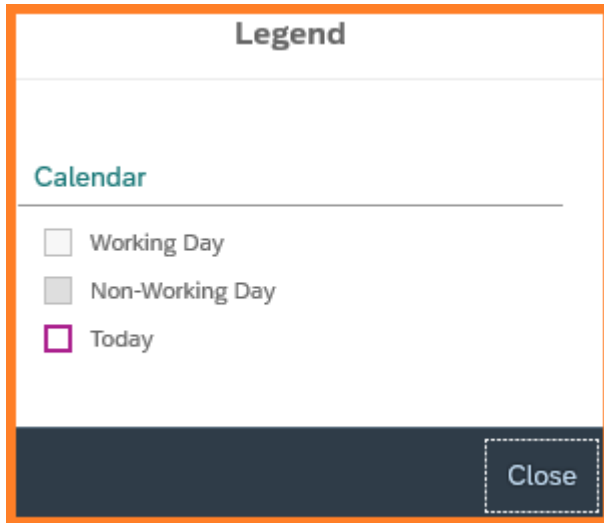 Legend
Calendar
Working Day
Non-Working Day
Today
Close